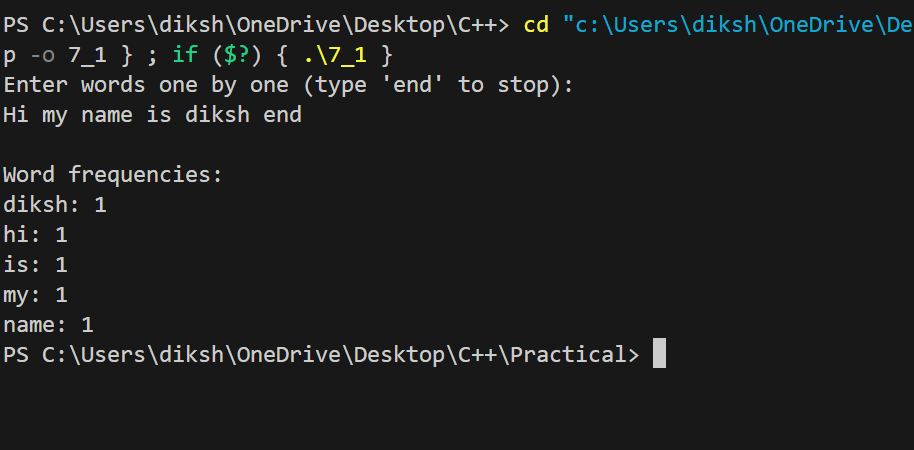 PS C:\Users\diksh\OneDrive\Desktop\C++> cd "c:\Users\diksh\OneDrive\De
p -o 7_1 } ; if ($?) { .\7_1 }
Enter words one by one (type 'end' to stop):
Hi my name is diksh end
Word frequencies:
diksh: 1
hi: 1
is: 1
my: 1
name: 1
PS C:\Users\diksh\OneDrive\Desktop\C++\Practical>